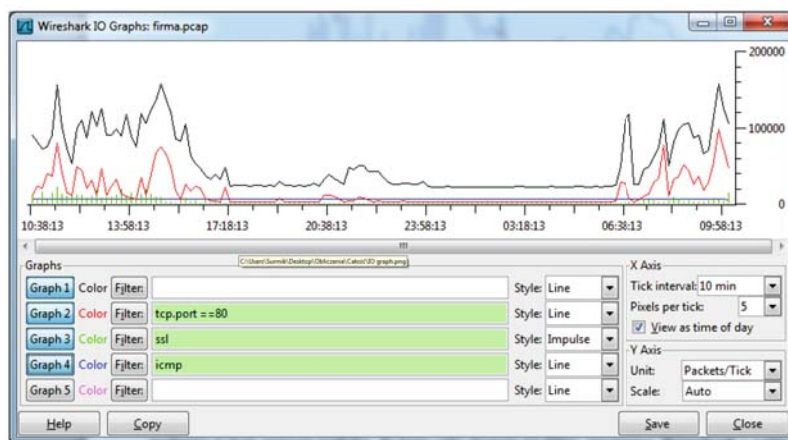 Wireshark IO Graphs: firma.pcap
200000
100000
0
10:38:13 13:58:13 17:18:13 20:38:13 23:58:13 03:18:13 06:38:13 09:58:13
Graphs
Graph 1 Color Filter: Style: Line
Graph 2 Color Filter: tcp.port ==80 Style: Line
Graph 3 Color Filter: ssl Style: Impulse
Graph 4 Color Filter: icmp Style: Line
Graph 5 Color Filter: Style: Line
X Axis
Tick interval: 10 min
Pixels per tick: 5
View as time of day
Y Axis
Unit: Packets/Tick
Scale: Auto
Help Copy Save Close